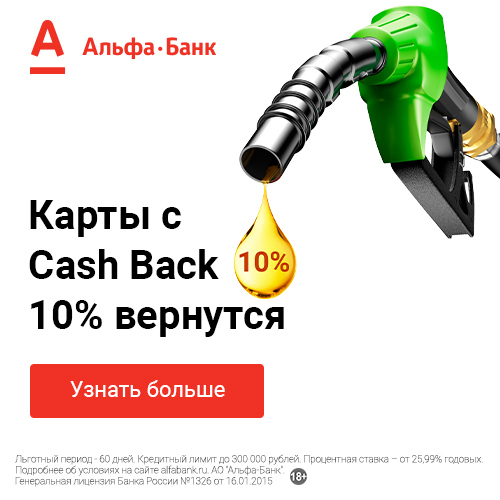 А Альфа·Банк
Карты с
Cash Back
10%
10% вернутся
Узнать больше
Льготный период - 60 дней. Кредитный лимит до 300 000 рублей. Процентная ставка – от 25,99% годовых.
Подробнее об условиях на сайте alfabank.ru. АО "Альфа-Банк".
Генеральная лицензия Банка России №1326 от 16.01.2015
18+